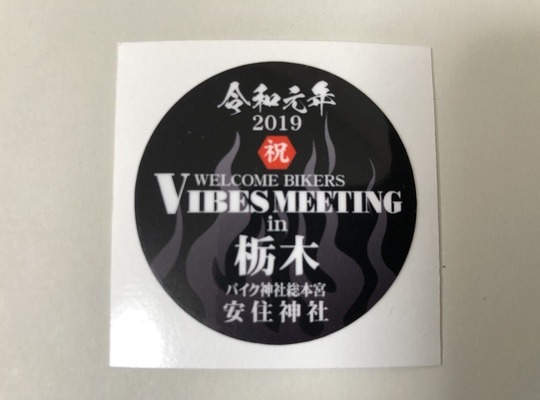 令和元年
2019
祝
WELCOME BIKERS
VIBES MEETING
in
栃木
バイク神社総本宮
安住神社